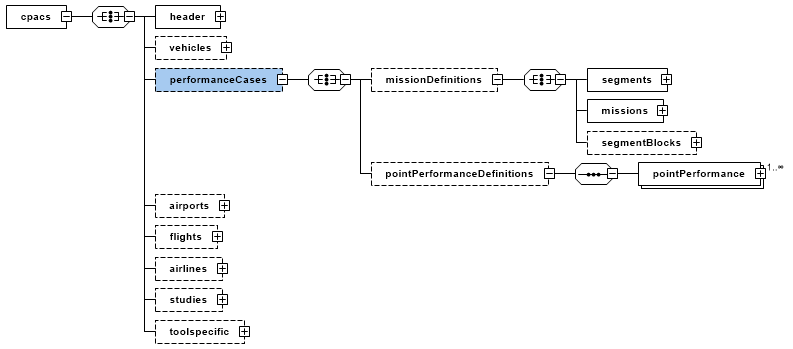 cpacs
header
vehicles
performanceCases
missionDefinitions
segments
missions
segmentBlocks
pointPerformanceDefinitions
pointPerformance
1..∞
airports
flights
airlines
studies
toolspecific